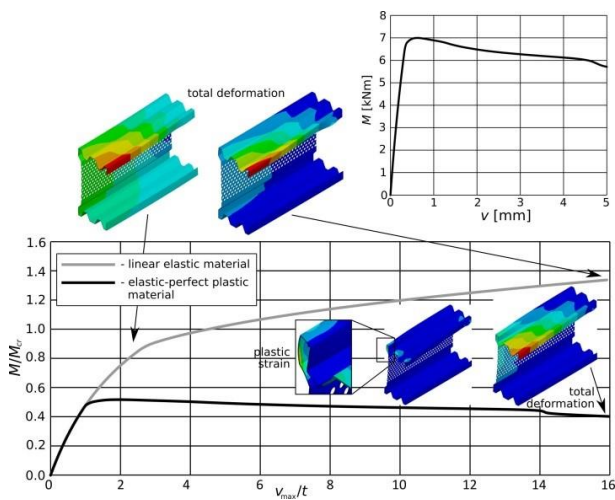 8
7
6
5
4
3
2
1
0
M [kNm]
0 1 2 3 4 5
v [mm]
total deformation
1.6
1.4
1.2
1.0
0.8
0.6
0.4
0.2
0.0
M/Mcr
- linear elastic material
- elastic-perfect plastic
material
plastic
strain
total
deformation
0 2 4 6 8 10 12 14 16
vmax/t